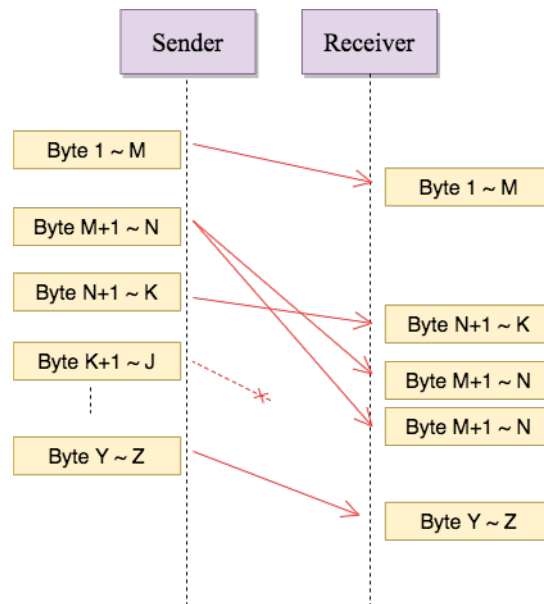 Sender
Receiver
Byte 1 ~ M
Byte 1 ~ M
Byte M+1 ~ N
Byte N+1 ~ K
Byte N+1 ~ K
Byte K+1 ~ J
Byte M+1 ~ N
Byte M+1 ~ N
Byte Y ~ Z
Byte Y ~ Z